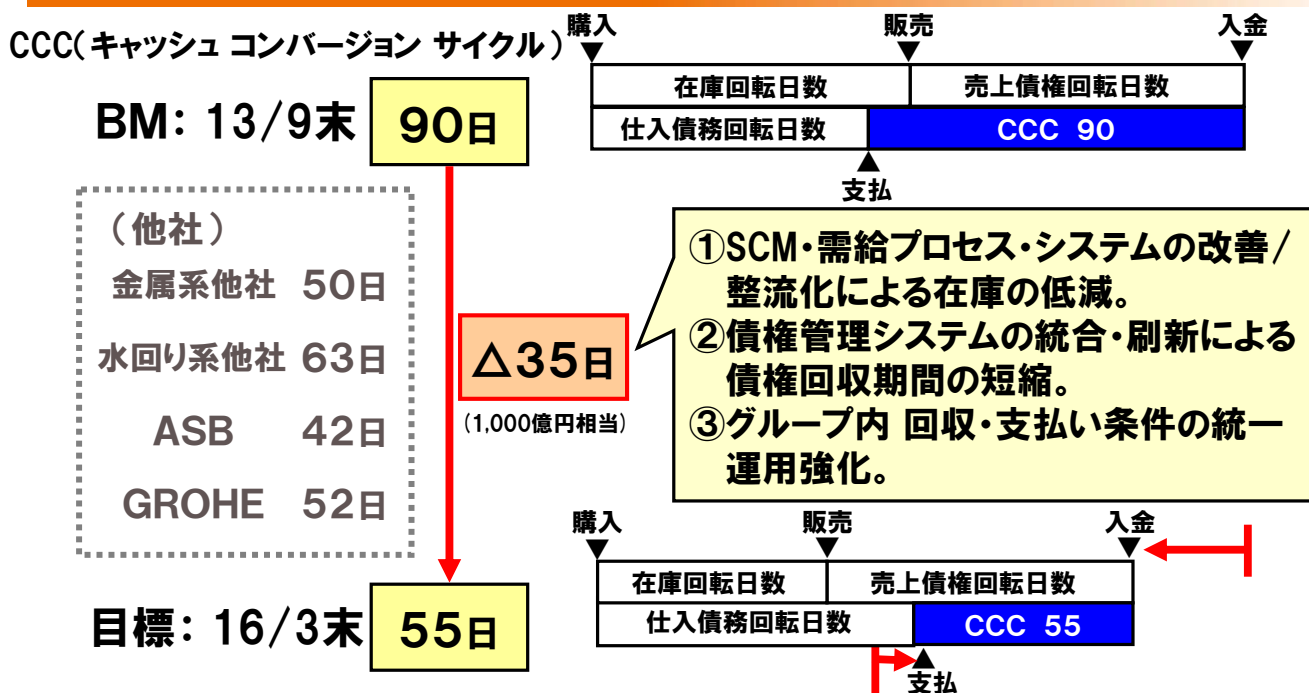 CCC(キャッシュ コンバージョン サイクル)
購入
販売
入金
在庫回転日数
売上債権回転日数
仕入債務回転日数
CCC 90
支払
BM: 13/9末
90日
(他社)
金属系他社 50日
水回り系他社 63日
ASB 42日
GROHE 52日
△35日
(1,000億円相当)
①SCM・需給プロセス・システムの改善/
整流化による在庫の低減。
②債権管理システムの統合・刷新による
債権回収期間の短縮。
③グループ内 回収・支払い条件の統一
運用強化。
目標: 16/3末
55日
購入
販売
入金
在庫回転日数
売上債権回転日数
仕入債務回転日数
CCC 55
支払